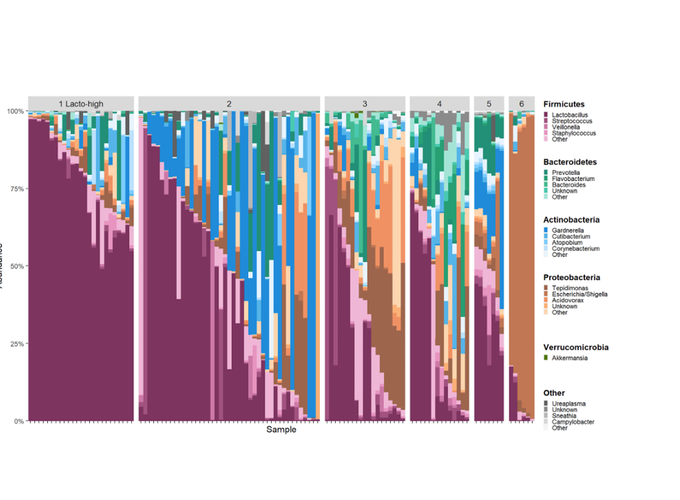 1 Lacto-high
2
3
4
5
6
100%
75%
50%
25%
0%
Sample
Firmicutes
Lactobacillus
Streptococcus
Veillonella
Staphylococcus
Other
Bacteroidetes
Prevotella
Flavobacterium
Bacteroides
Unknown
Other
Actinobacteria
Gardnerella
Cutibacterium
Atopobium
Corynebacterium
Other
Proteobacteria
Tepidimonas
Escherichia/Shigella
Acidovorax
Unknown
Other
Verrucomicrobia
Akkermansia
Other
Ureaplasma
Unknown
Sneathia
Campylobacter
Other